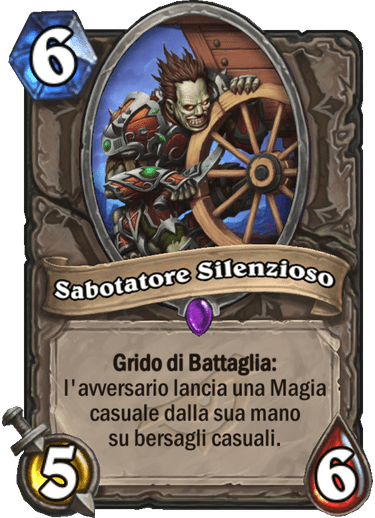 6
Sabotatore Silenzioso
Grido di Battaglia:
l'avversario lancia una Magia
casuale dalla sua mano
su bersagli casuali.
5
6